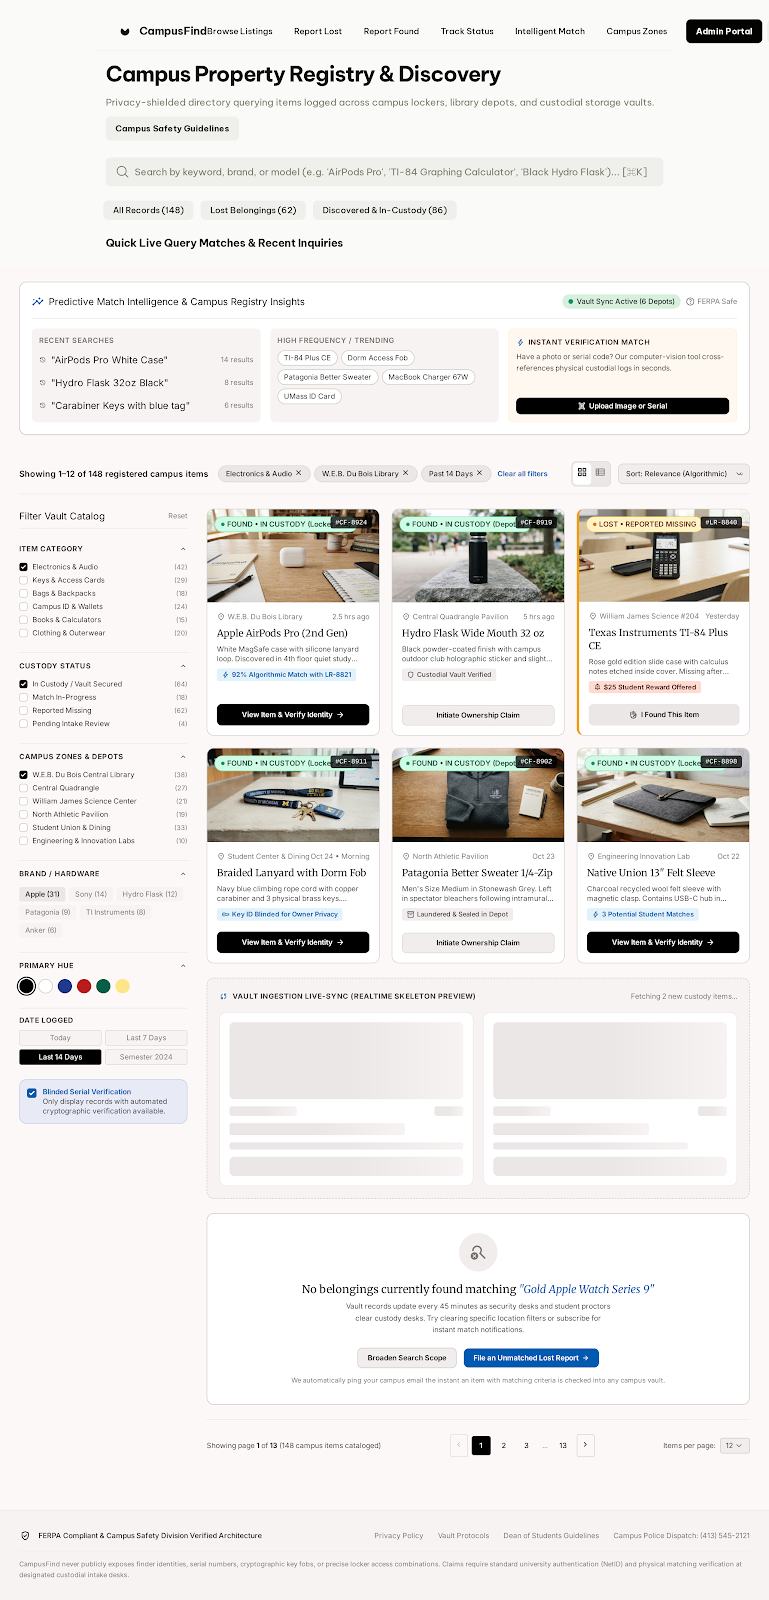 CampusFind
Browse Listings
Report Lost
Report Found
Track Status
Intelligent Match
Campus Zones
Admin Portal
Campus Property Registry & Discovery
Privacy-shielded directory querying items logged across campus lockers, library depots, and custodial storage vaults.
Campus Safety Guidelines
Search by keyword, brand, or model (e.g. 'AirPods Pro', 'TI-84 Graphing Calculator', 'Black Hydro Flask')... [⌘K]
All Records (148)
Lost Belongings (62)
Discovered & In-Custody (86)
Quick Live Query Matches & Recent Inquiries
Predictive Match Intelligence & Campus Registry Insights
Vault Sync Active (6 Depots)
FERPA Safe
RECENT SEARCHES
"AirPods Pro White Case" 14 results
"Hydro Flask 32oz Black" 8 results
"Carabiner Keys with blue tag" 6 results
HIGH FREQUENCY / TRENDING
TI-84 Plus CE
Dorm Access Fob
Patagonia Better Sweater
MacBook Charger 67W
UMass ID Card
INSTANT VERIFICATION MATCH
Have a photo or serial code? Our computer-vision tool cross-
references physical custodial logs in seconds.
Upload Image or Serial
Showing 1–12 of 148 registered campus items
Electronics & Audio ✕
W.E.B. Du Bois Library ✕
Past 14 Days ✕
Clear all filters
Sort: Relevance (Algorithmic)
Filter Vault Catalog
Reset
ITEM CATEGORY
Electronics & Audio (42)
Keys & Access Cards (29)
Bags & Backpacks (18)
Campus ID & Wallets (24)
Books & Calculators (15)
Clothing & Outerwear (20)
CUSTODY STATUS
In Custody / Vault Secured (64)
Match In-Progress (18)
Reported Missing (62)
Pending Intake Review (4)
CAMPUS ZONES & DEPOTS
W.E.B. Du Bois Central Library (38)
Central Quadrangle (27)
William James Science Center (21)
North Athletic Pavilion (19)
Student Union & Dining (33)
Engineering & Innovation Labs (10)
BRAND / HARDWARE
Apple (31)
Sony (14)
Hydro Flask (12)
Patagonia (9)
TI Instruments (8)
Anker (6)
PRIMARY HUE
DATE LOGGED
Today
Last 7 Days
Last 14 Days
Semester 2024
Blinded Serial Verification
Only display records with automated
cryptographic verification available.
FOUND • IN CUSTODY (Locke
#CF-8924
W.E.B. Du Bois Library 2.5 hrs ago
Apple AirPods Pro (2nd Gen)
White MagSafe case with silicone lanyard
loop. Discovered in 4th floor quiet study...
92% Algorithmic Match with LR-8821
View Item & Verify Identity →
FOUND • IN CUSTODY (Depot
#CF-8919
Central Quadrangle Pavilion 5 hrs ago
Hydro Flask Wide Mouth 32 oz
Black powder-coated finish with campus
outdoor club holographic sticker and slight...
Custodial Vault Verified
Initiate Ownership Claim
LOST • REPORTED MISSING
#LR-8840
William James Science #204 Yesterday
Texas Instruments TI-84 Plus
CE
Rose gold edition slide case with calculus
notes etched inside cover. Missing after...
$25 Student Reward Offered
I Found This Item
FOUND • IN CUSTODY (Locke
#CF-8911
Student Center & Dining Oct 24 • Morning
Braided Lanyard with Dorm Fob
Navy blue climbing rope cord with copper
carabiner and 3 physical brass keys....
Key ID Blinded for Owner Privacy
View Item & Verify Identity →
FOUND • IN CUSTODY (Depot
#CF-8902
North Athletic Pavilion Oct 23
Patagonia Better Sweater 1/4-Zip
Men's Size Medium in Stonewash Grey. Left
in spectator bleachers following intramural...
Laundered & Sealed in Depot
Initiate Ownership Claim
FOUND • IN CUSTODY (Locke
#CF-8898
Engineering Innovation Lab Oct 22
Native Union 13" Felt Sleeve
Charcoal recycled wool felt sleeve with
magnetic clasp. Contains USB-C hub in...
3 Potential Student Matches
View Item & Verify Identity →
VAULT INGESTION LIVE-SYNC (REALTIME SKELETON PREVIEW)
Fetching 2 new custody items...
No belongings currently found matching "Gold Apple Watch Series 9"
Vault records update every 45 minutes as security desks and student proctors
clear custody desks. Try clearing specific location filters or subscribe for
instant match notifications.
Broaden Search Scope
File an Unmatched Lost Report →
We automatically ping your campus email the instant an item with matching criteria is checked into any campus vault.
Showing page 1 of 13 (148 campus items cataloged)
‹ 1 2 3 ... 13 ›
Items per page: 12
FERPA Compliant & Campus Safety Division Verified Architecture
Privacy Policy
Vault Protocols
Dean of Students Guidelines
Campus Police Dispatch: (413) 545-2121
CampusFind never publicly exposes finder identities, serial numbers, cryptographic key fobs, or precise locker access combinations. Claims require standard university authentication (NetID) and physical matching verification at
designated custodial intake desks.